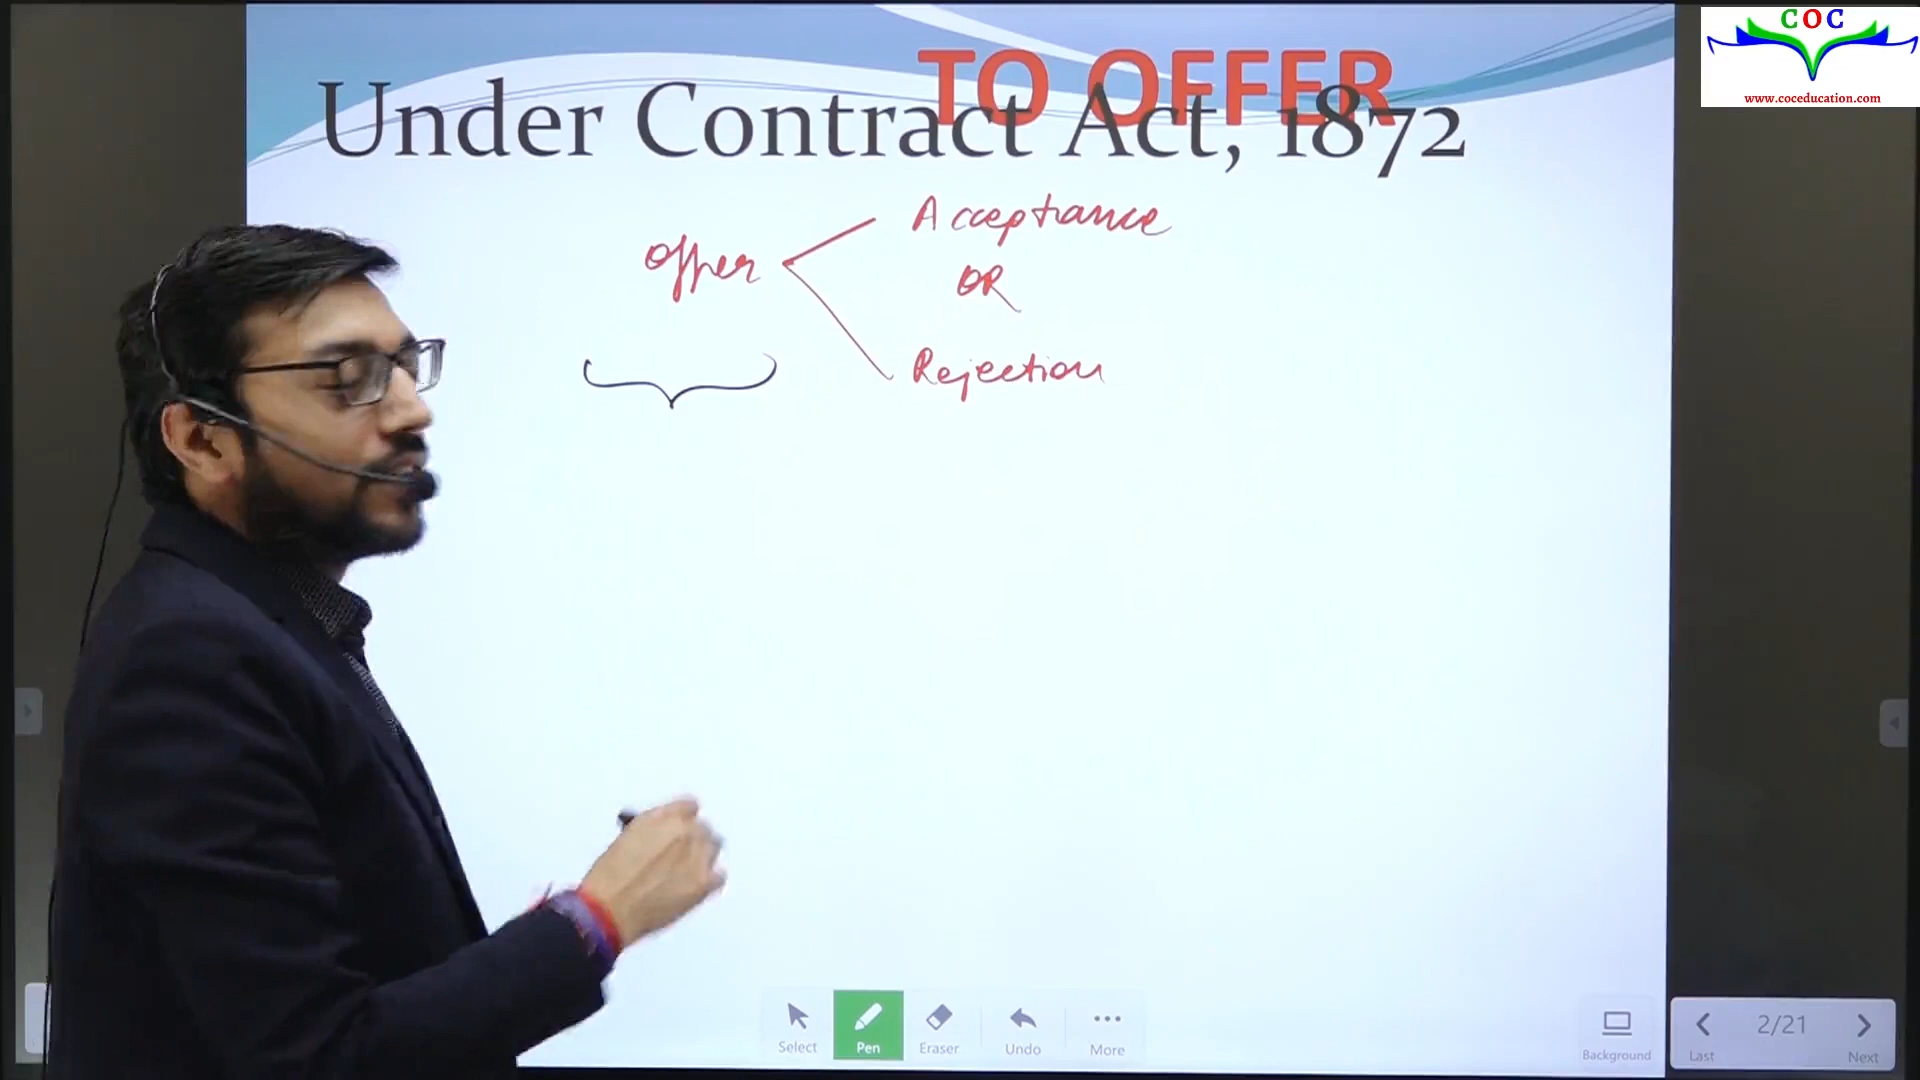 COC
www.coceducation.com
TO OFFER
Under Contract Act, 1872
Acceptance
Offer
OR
Rejection
Select
Pen
Eraser
Undo
More
Background
2/21
Last
Next